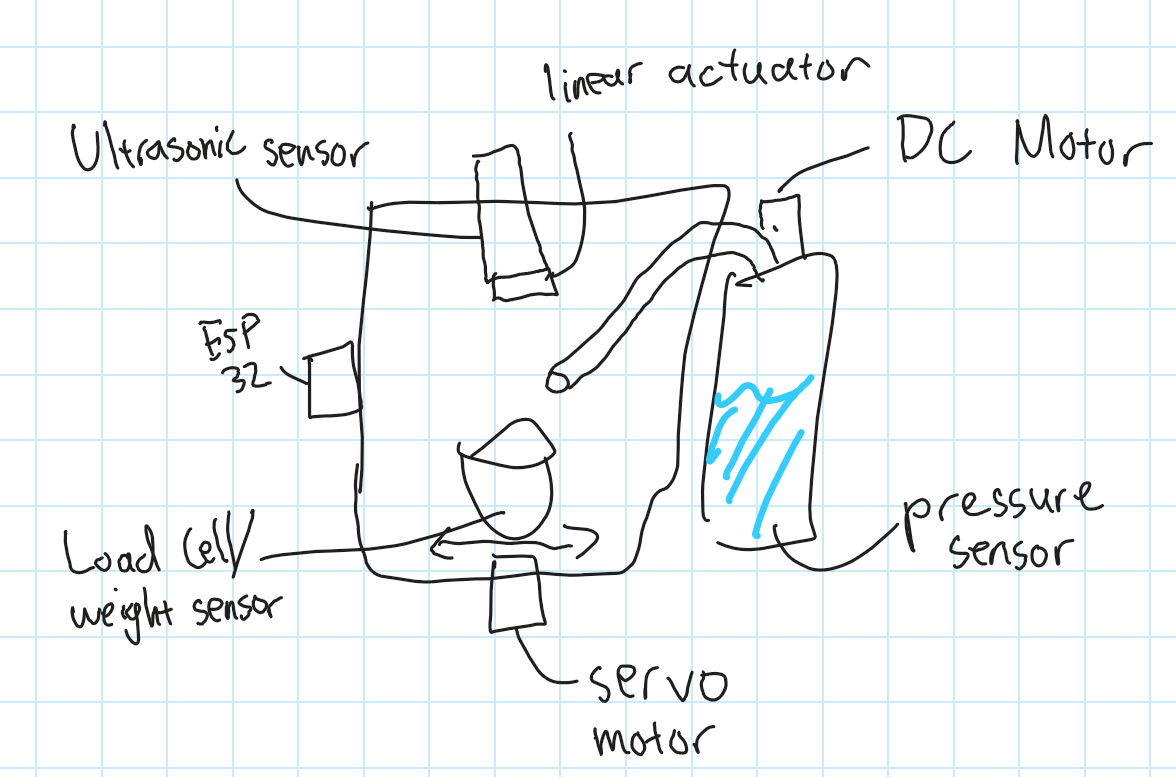 linear actuator
Ultrasonic sensor
DC Motor
ESP
32
pressure
sensor
Load Cell/
weight sensor
servo
motor